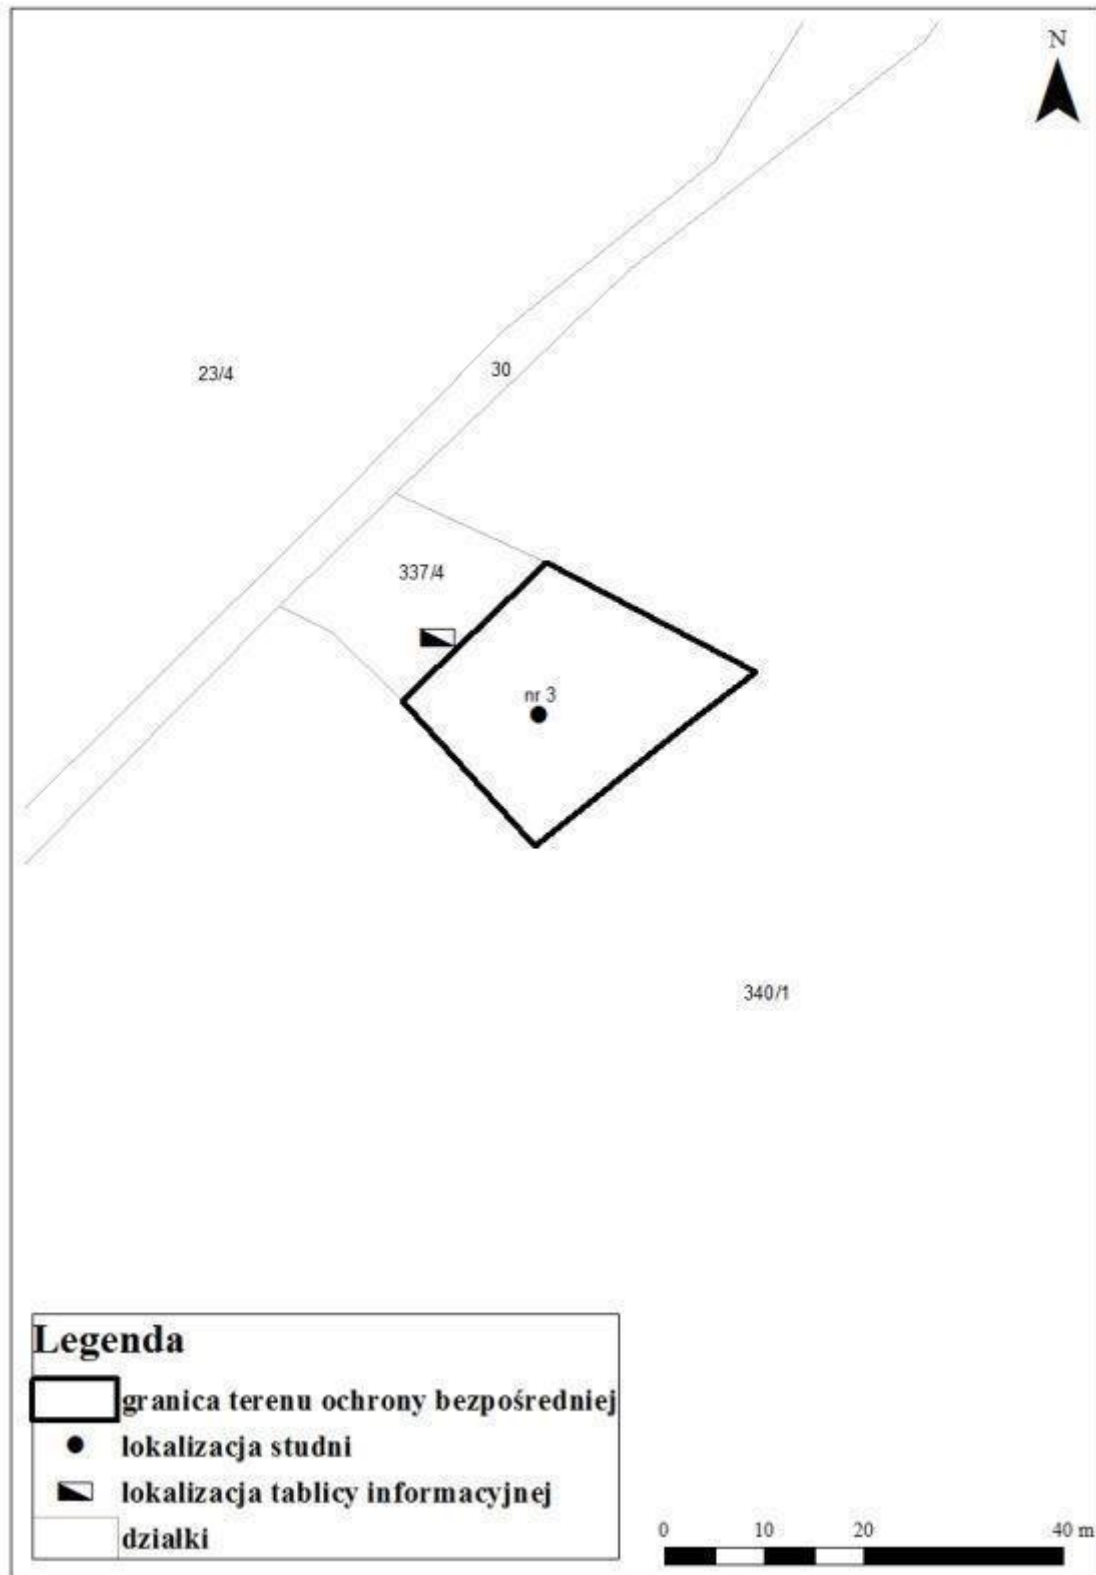 N
23/4
30
337/4
nr 3
340/1
Legenda
granica terenu ochrony bezpośredniej
lokalizacja studni
lokalizacja tablicy informacyjnej
działki
0 10 20 40 m